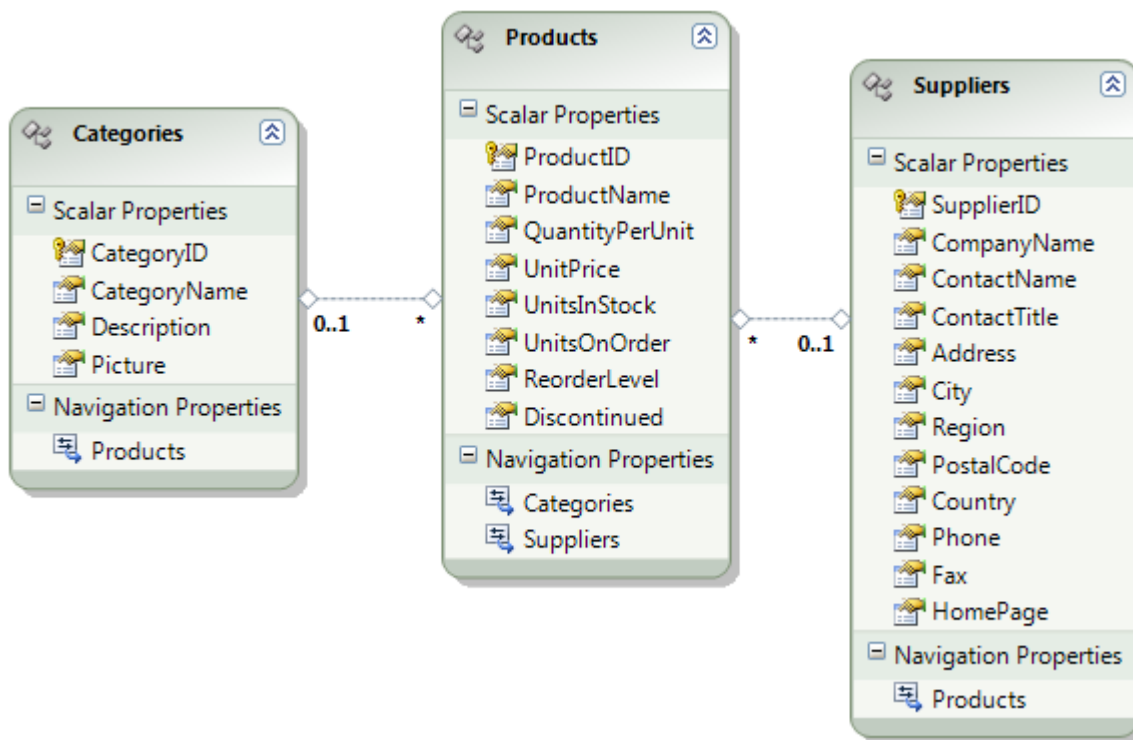 Categories
Scalar Properties
CategoryID
CategoryName
Description
Picture
Navigation Properties
Products
0..1
*
Products
Scalar Properties
ProductID
ProductName
QuantityPerUnit
UnitPrice
UnitsInStock
UnitsOnOrder
ReorderLevel
Discontinued
Navigation Properties
Categories
Suppliers
*
0..1
Suppliers
Scalar Properties
SupplierID
CompanyName
ContactName
ContactTitle
Address
City
Region
PostalCode
Country
Phone
Fax
HomePage
Navigation Properties
Products